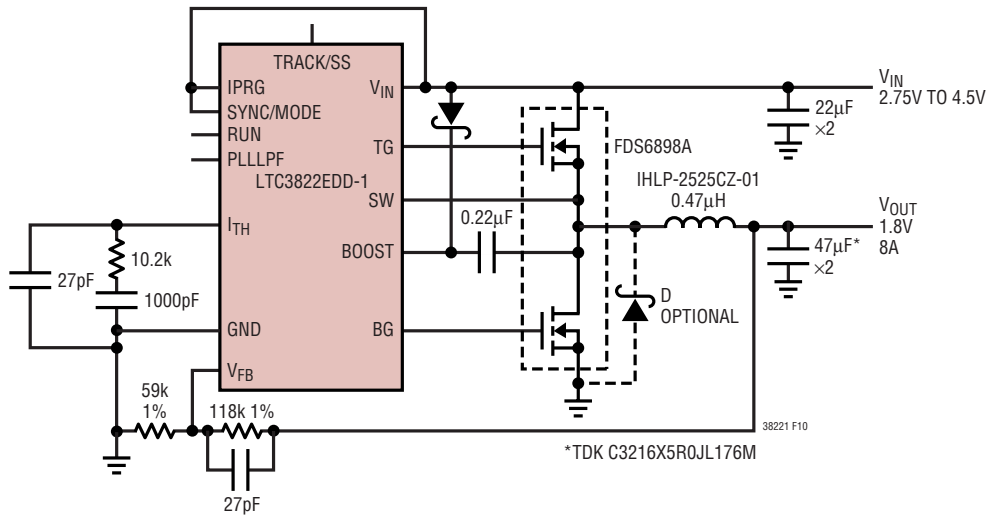 TRACK/SS
IPRG
SYNC/MODE
RUN
PLLLPF
LTC3822EDD-1
ITH
GND
VFB
VIN
TG
SW
BOOST
BG
VIN
2.75V TO 4.5V
22µF
×2
FDS6898A
IHLP-2525CZ-01
0.47µH
VOUT
1.8V
8A
47µF*
×2
0.22µF
D
OPTIONAL
27pF
10.2k
1000pF
59k
1%
118k 1%
27pF
38221 F10
*TDK C3216X5R0JL176M